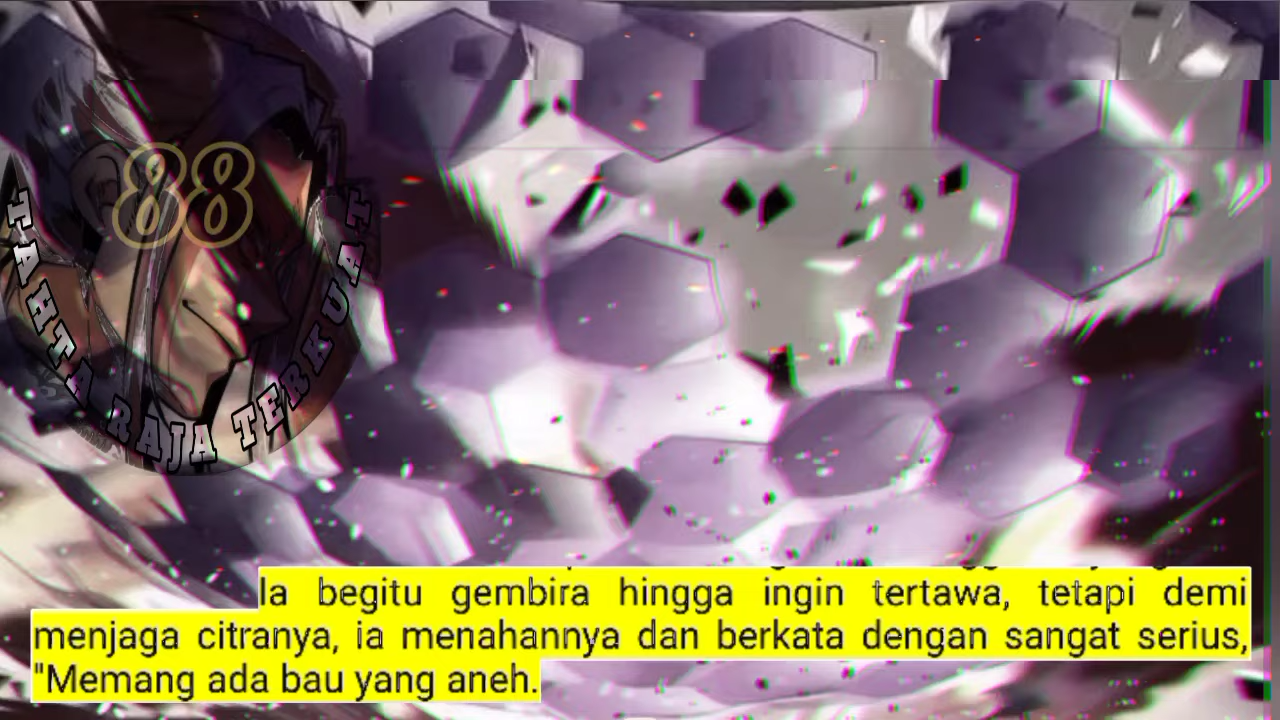 88
TAHTA RAJA TERKUAT
Ia begitu gembira hingga ingin tertawa, tetapi demi
menjaga citranya, ia menahannya dan berkata dengan sangat serius,
"Memang ada bau yang aneh.